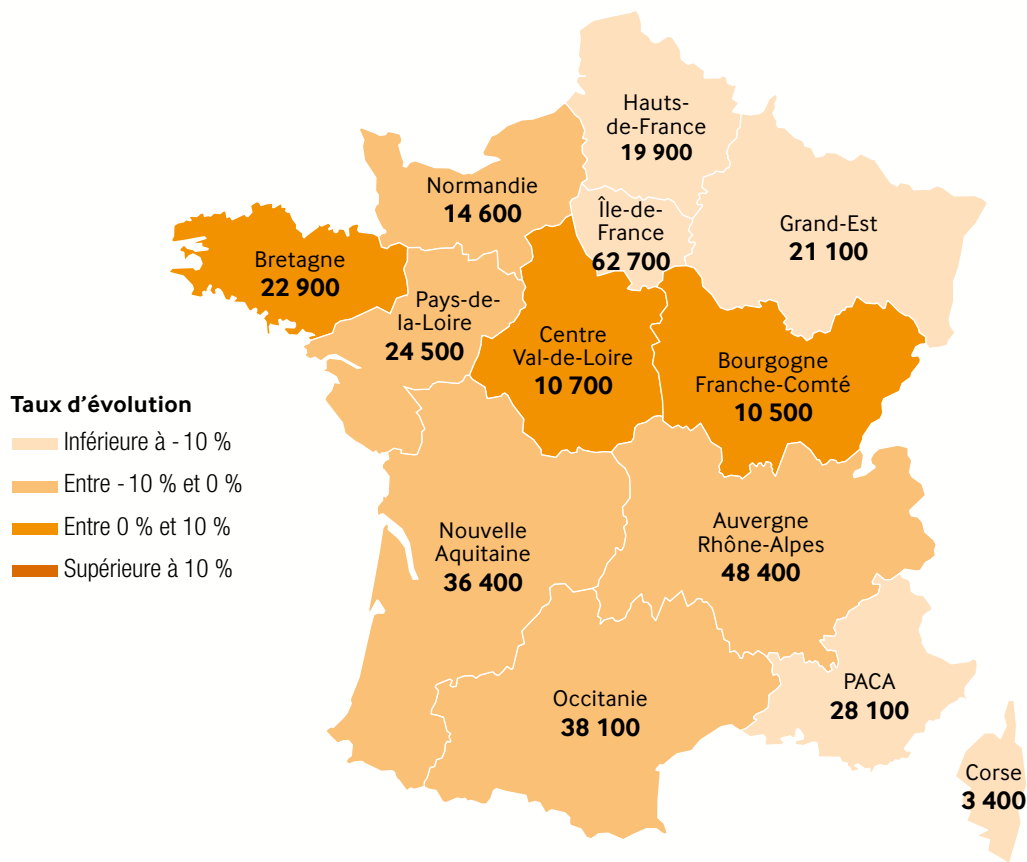 Hauts-
de-France
19 900
Normandie
14 600
Île-de-
France
62 700
Grand-Est
21 100
Bretagne
22 900
Pays-de-
la-Loire
24 500
Centre
Val-de-Loire
10 700
Bourgogne
Franche-Comté
10 500
Taux d'évolution
Inférieure à - 10 %
Entre - 10 % et 0 %
Entre 0 % et 10 %
Supérieure à 10 %
Nouvelle
Aquitaine
36 400
Auvergne
Rhône-Alpes
48 400
Occitanie
38 100
PACA
28 100
Corse
3 400